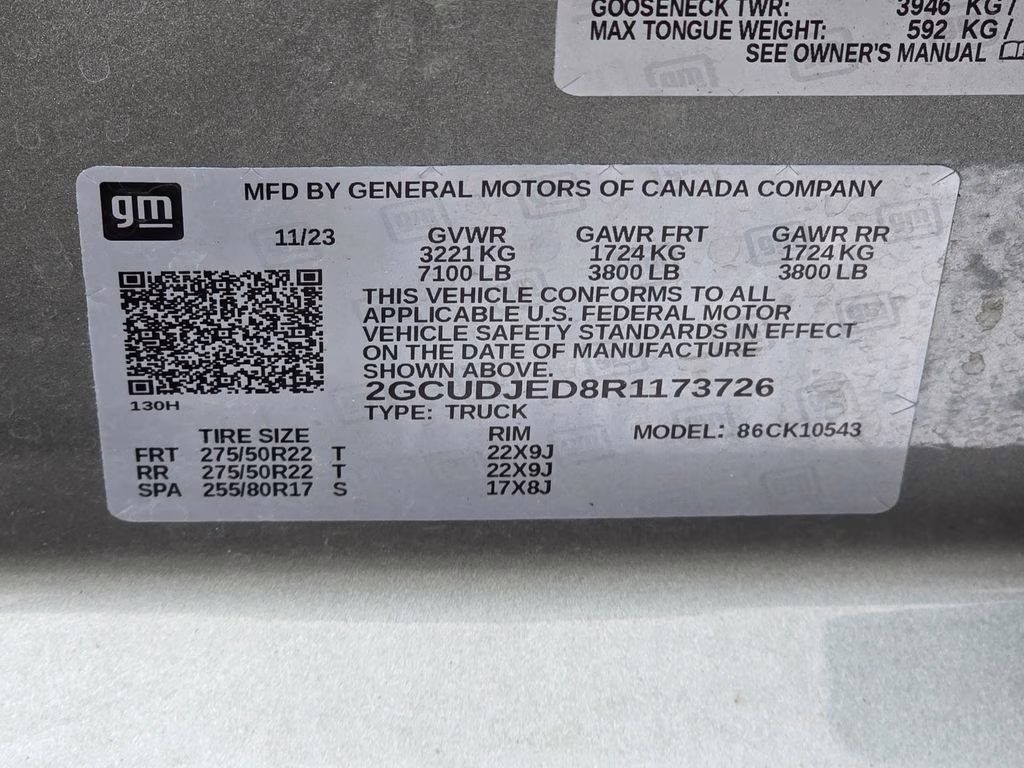 GOOSENECK TWR: 3946 KG /
MAX TONGUE WEIGHT: 592 KG /
SEE OWNER'S MANUAL
gm
MFD BY GENERAL MOTORS OF CANADA COMPANY
11/23 GVWR GAWR FRT GAWR RR
3221 KG 1724 KG 1724 KG
7100 LB 3800 LB 3800 LB
THIS VEHICLE CONFORMS TO ALL
APPLICABLE U.S. FEDERAL MOTOR
VEHICLE SAFETY STANDARDS IN EFFECT
ON THE DATE OF MANUFACTURE
SHOWN ABOVE.
2GCUDJED8R1173726
130H
TYPE: TRUCK
TIRE SIZE RIM MODEL: 86CK10543
FRT 275/50R22 T 22X9J
RR 275/50R22 T 22X9J
SPA 255/80R17 S 17X8J